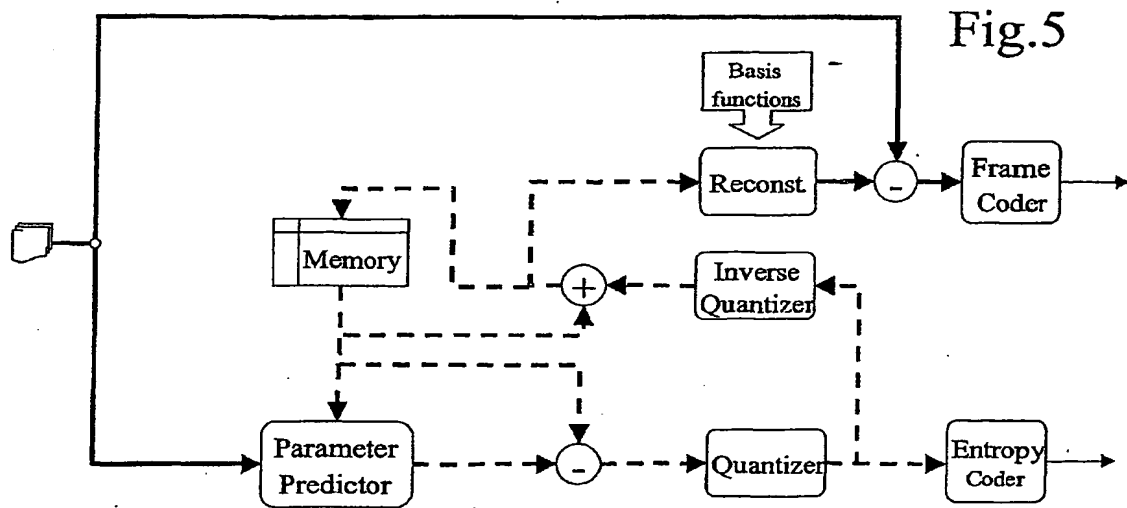 Fig.5
Basis
functions
Reconst.
-
Frame
Coder
Memory
+
Inverse
Quantizer
Parameter
Predictor
-
Quantizer
Entropy
Coder